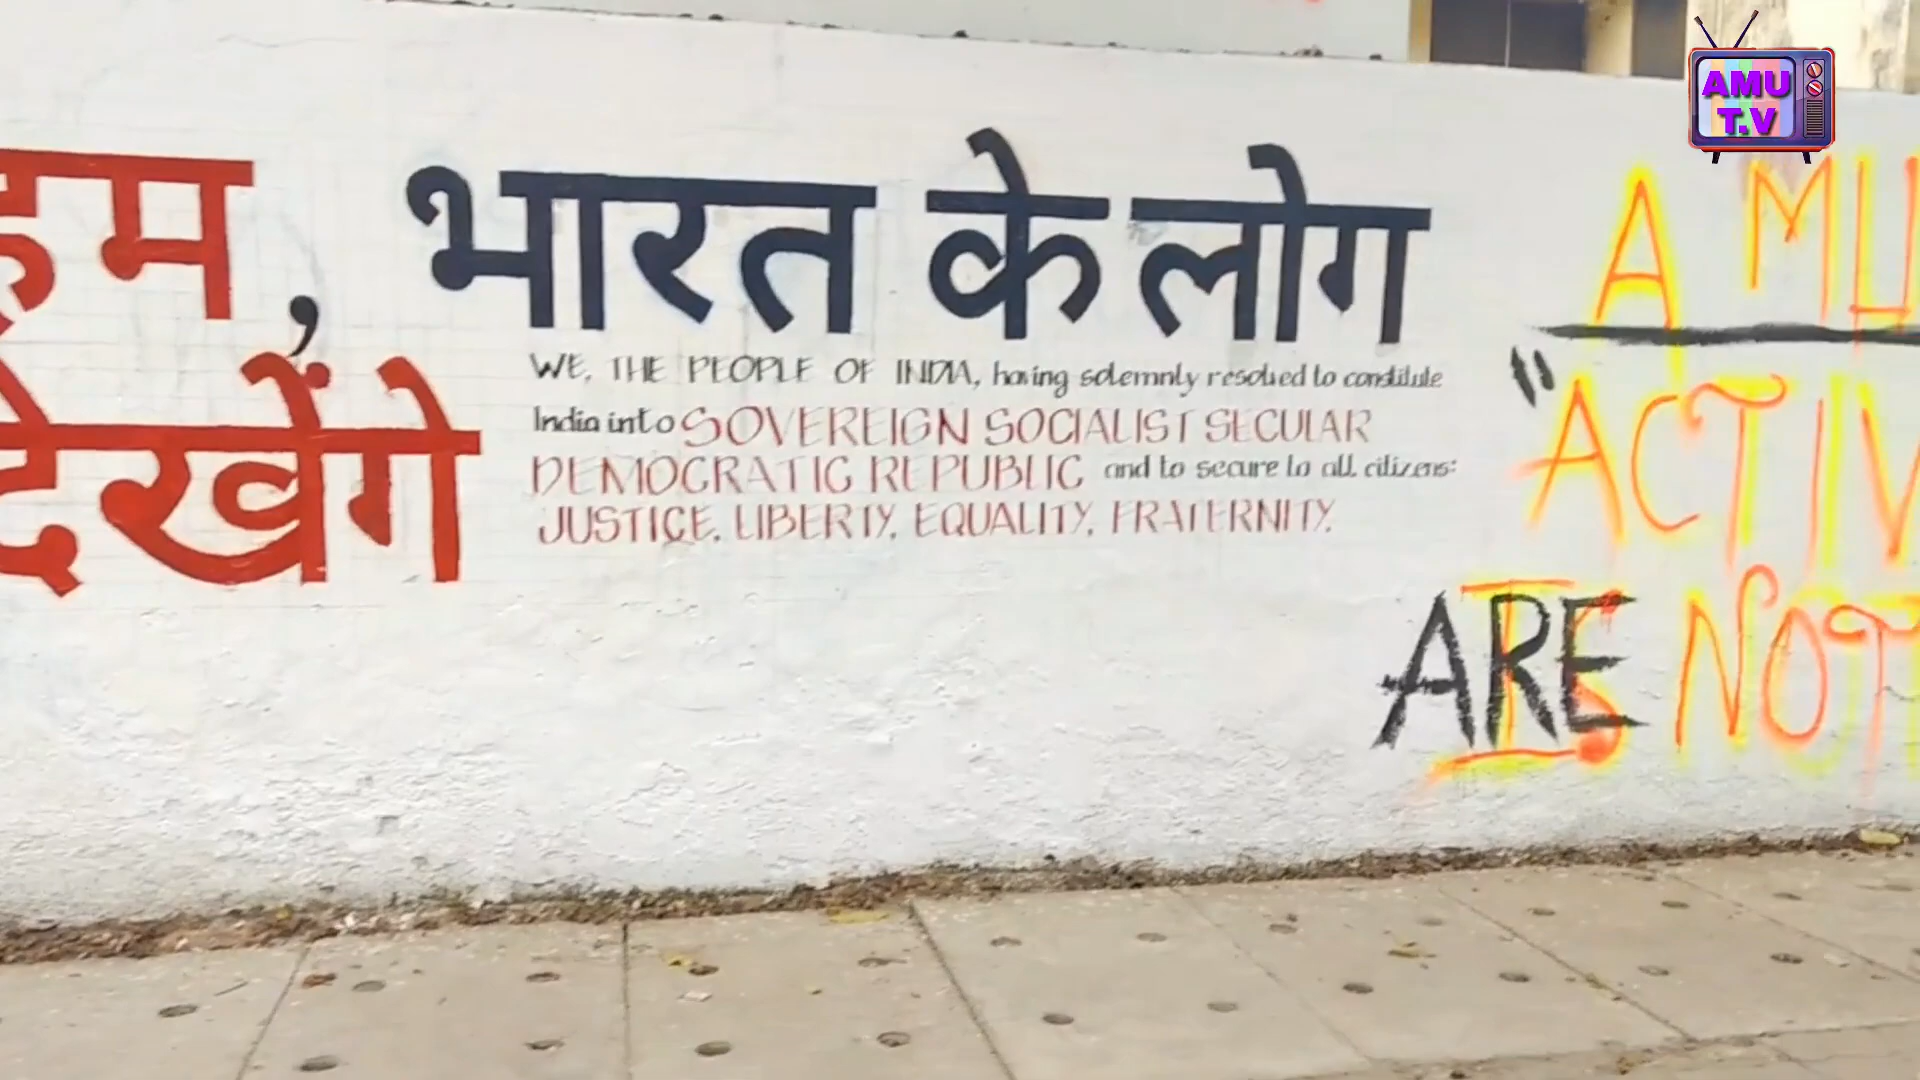 हम, भारत के लोग
देखेंगे
WE, THE PEOPLE OF INDIA, having solemnly resolved to constitute
India into SOVEREIGN SOCIALIST SECULAR
DEMOCRATIC REPUBLIC and to secure to all citizens:
JUSTICE, LIBERTY, EQUALITY, FRATERNITY.
AMU
"ACTIV
ARE NOT
AMU
T.V